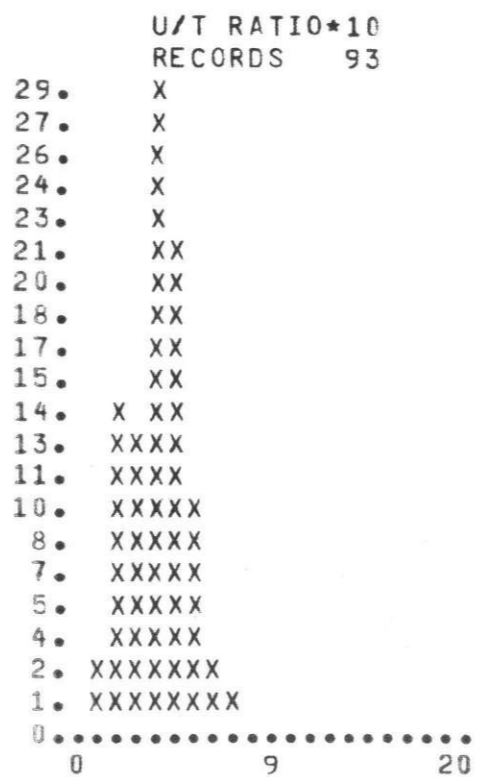 U/T RATIO*10
RECORDS 93
29. X
27. X
26. X
24. X
23. X
21. XX
20. XX
18. XX
17. XX
15. XX
14. X XX
13. XXXX
11. XXXX
10. XXXXX
8. XXXXX
7. XXXXX
5. XXXXX
4. XXXXX
2. XXXXXXX
1. XXXXXXXX
0.....................
0 9 20